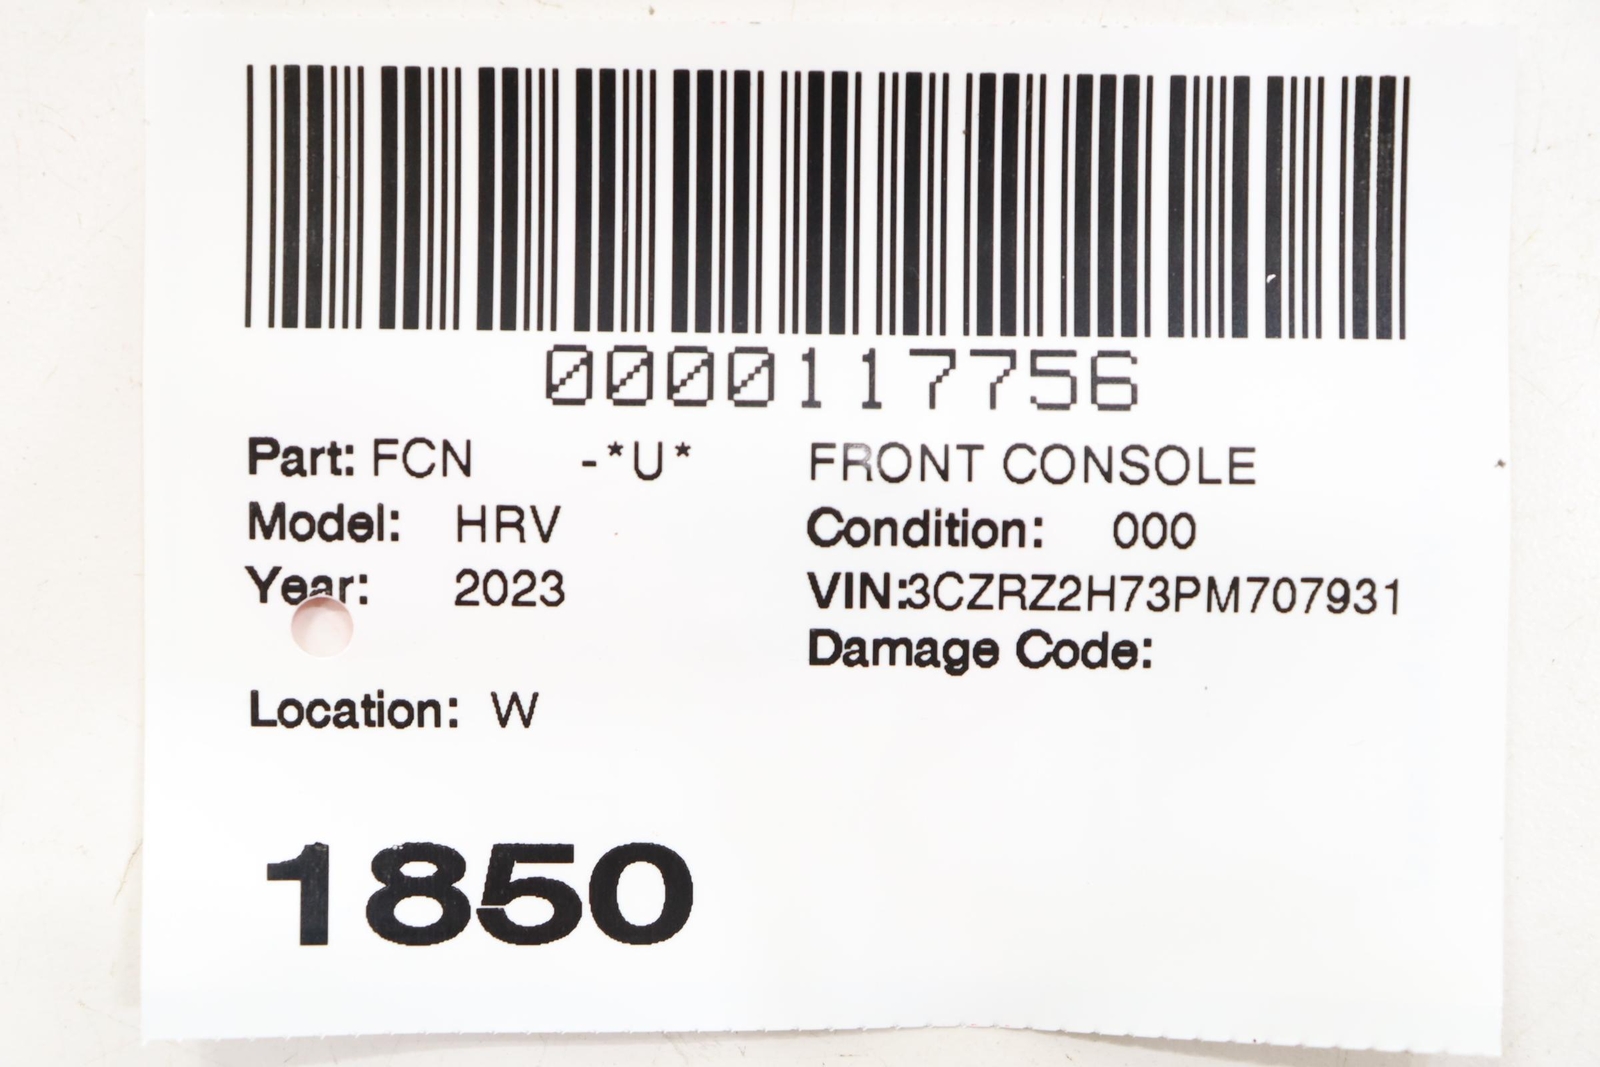 0000117756
Part: FCN -*U* FRONT CONSOLE
Model: HRV Condition: 000
Year: 2023 VIN:3CZRZ2H73PM707931
Damage Code:
Location: W
1850